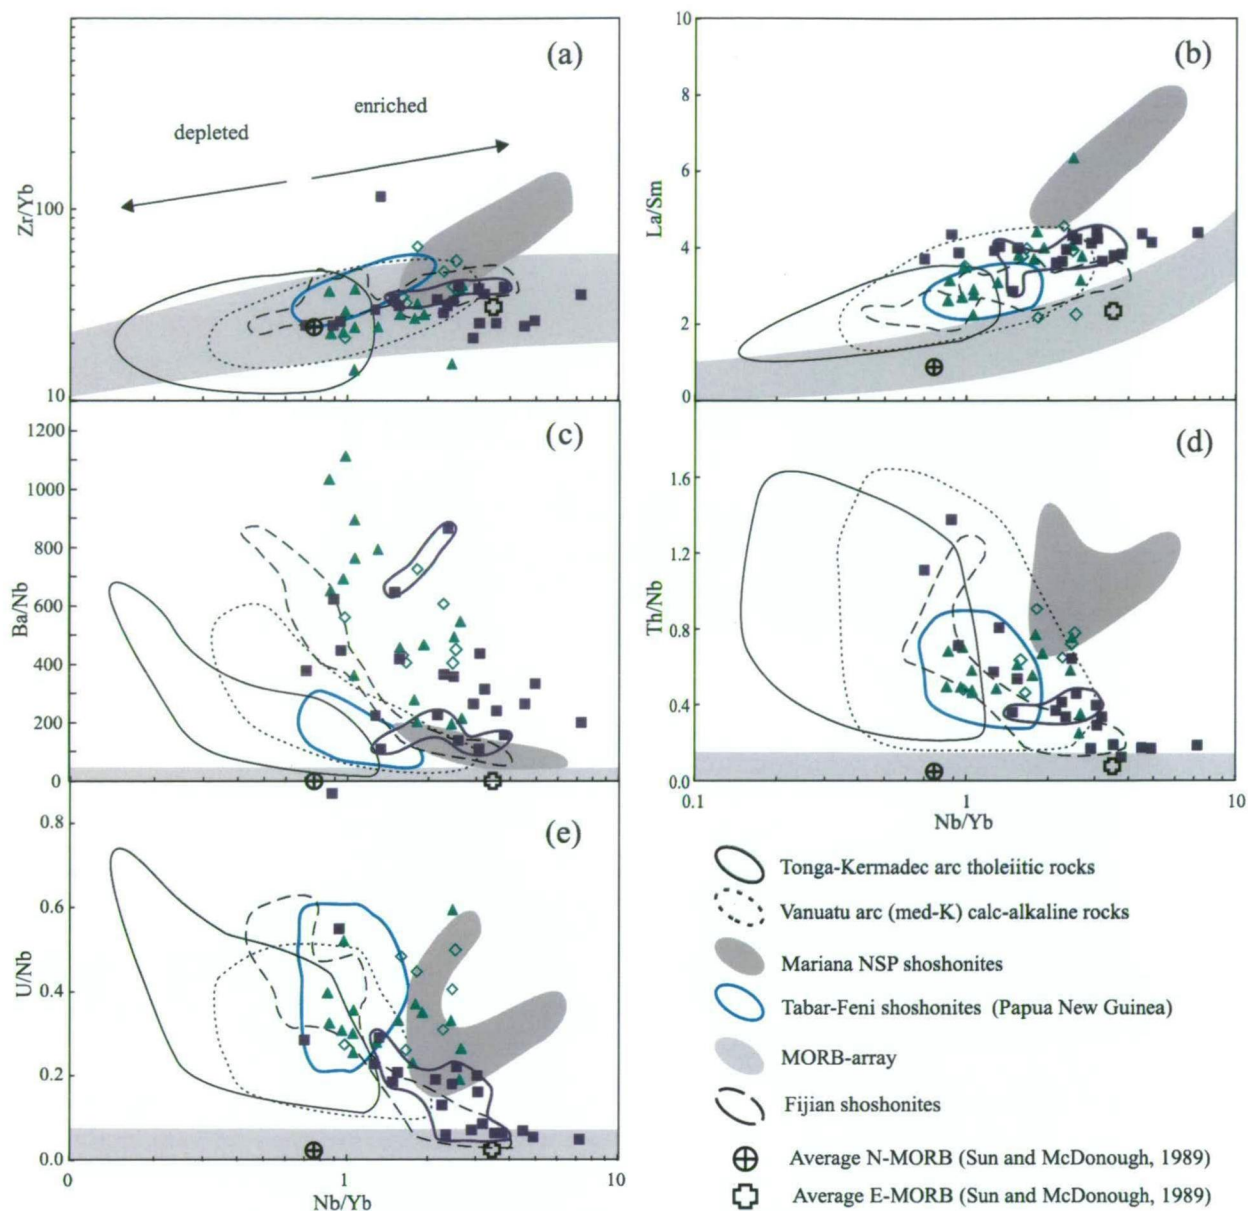 (a)
enriched
depleted
Zr/Yb
100
10
(b)
10
8
6
4
2
0
La/Sm
(c)
1200
1000
800
600
400
200
0
Ba/Nb
(d)
1.6
1.2
0.8
0.4
0.0
Th/Nb
0.1
1
10
Nb/Yb
(e)
0.8
0.6
0.4
0.2
0.0
U/Nb
0
1
10
Nb/Yb
Tonga-Kermadec arc tholeiitic rocks
Vanuatu arc (med-K) calc-alkaline rocks
Mariana NSP shoshonites
Tabar-Feni shoshonites (Papua New Guinea)
MORB-array
Fijian shoshonites
Average N-MORB (Sun and McDonough, 1989)
Average E-MORB (Sun and McDonough, 1989)